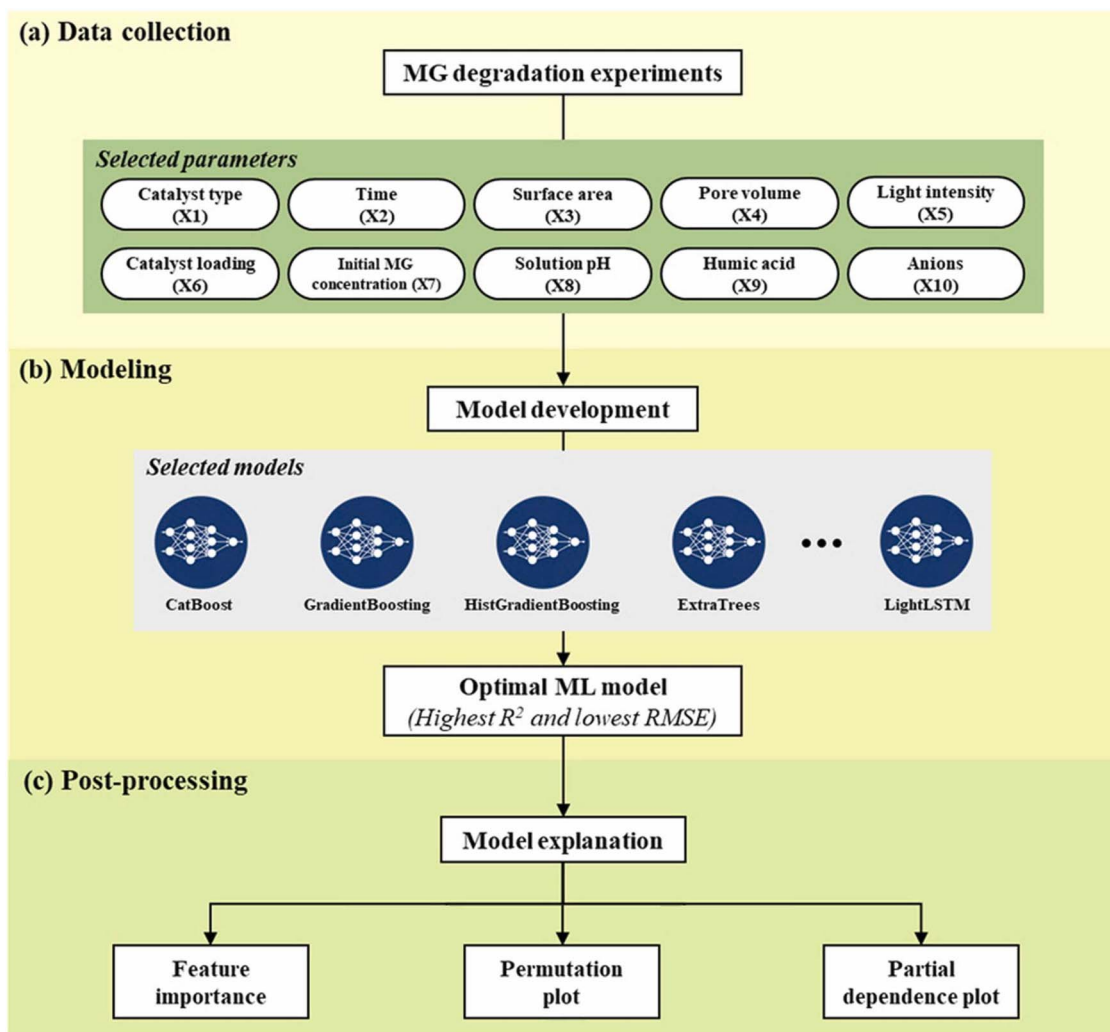 (a) Data collection
MG degradation experiments
Selected parameters
Catalyst type
(X1)
Time
(X2)
Surface area
(X3)
Pore volume
(X4)
Light intensity
(X5)
Catalyst loading
(X6)
Initial MG
concentration (X7)
Solution pH
(X8)
Humic acid
(X9)
Anions
(X10)
(b) Modeling
Model development
Selected models
CatBoost
GradientBoosting
HistGradientBoosting
ExtraTrees
LightLSTM
Optimal ML model
(Highest R² and lowest RMSE)
(c) Post-processing
Model explanation
Feature
importance
Permutation
plot
Partial
dependence plot